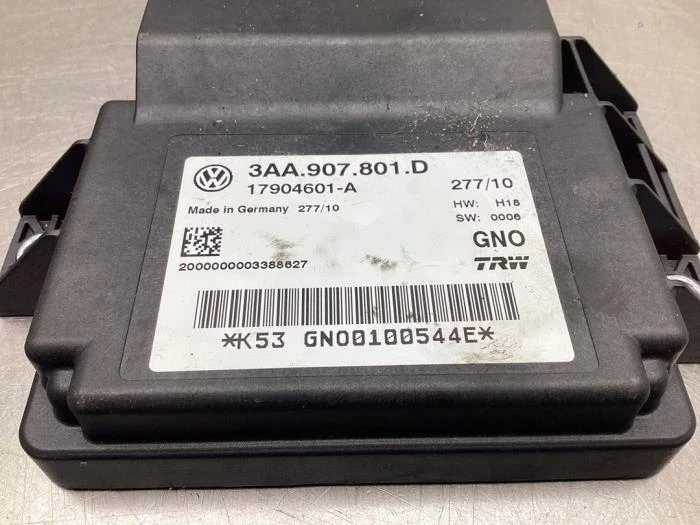 3AA.907.801.D
17904601-A
277/10
Made in Germany 277/10
HW: H18
SW: 0006
GNO
2000000003388627
TRW
*K53 GNO0100544E*